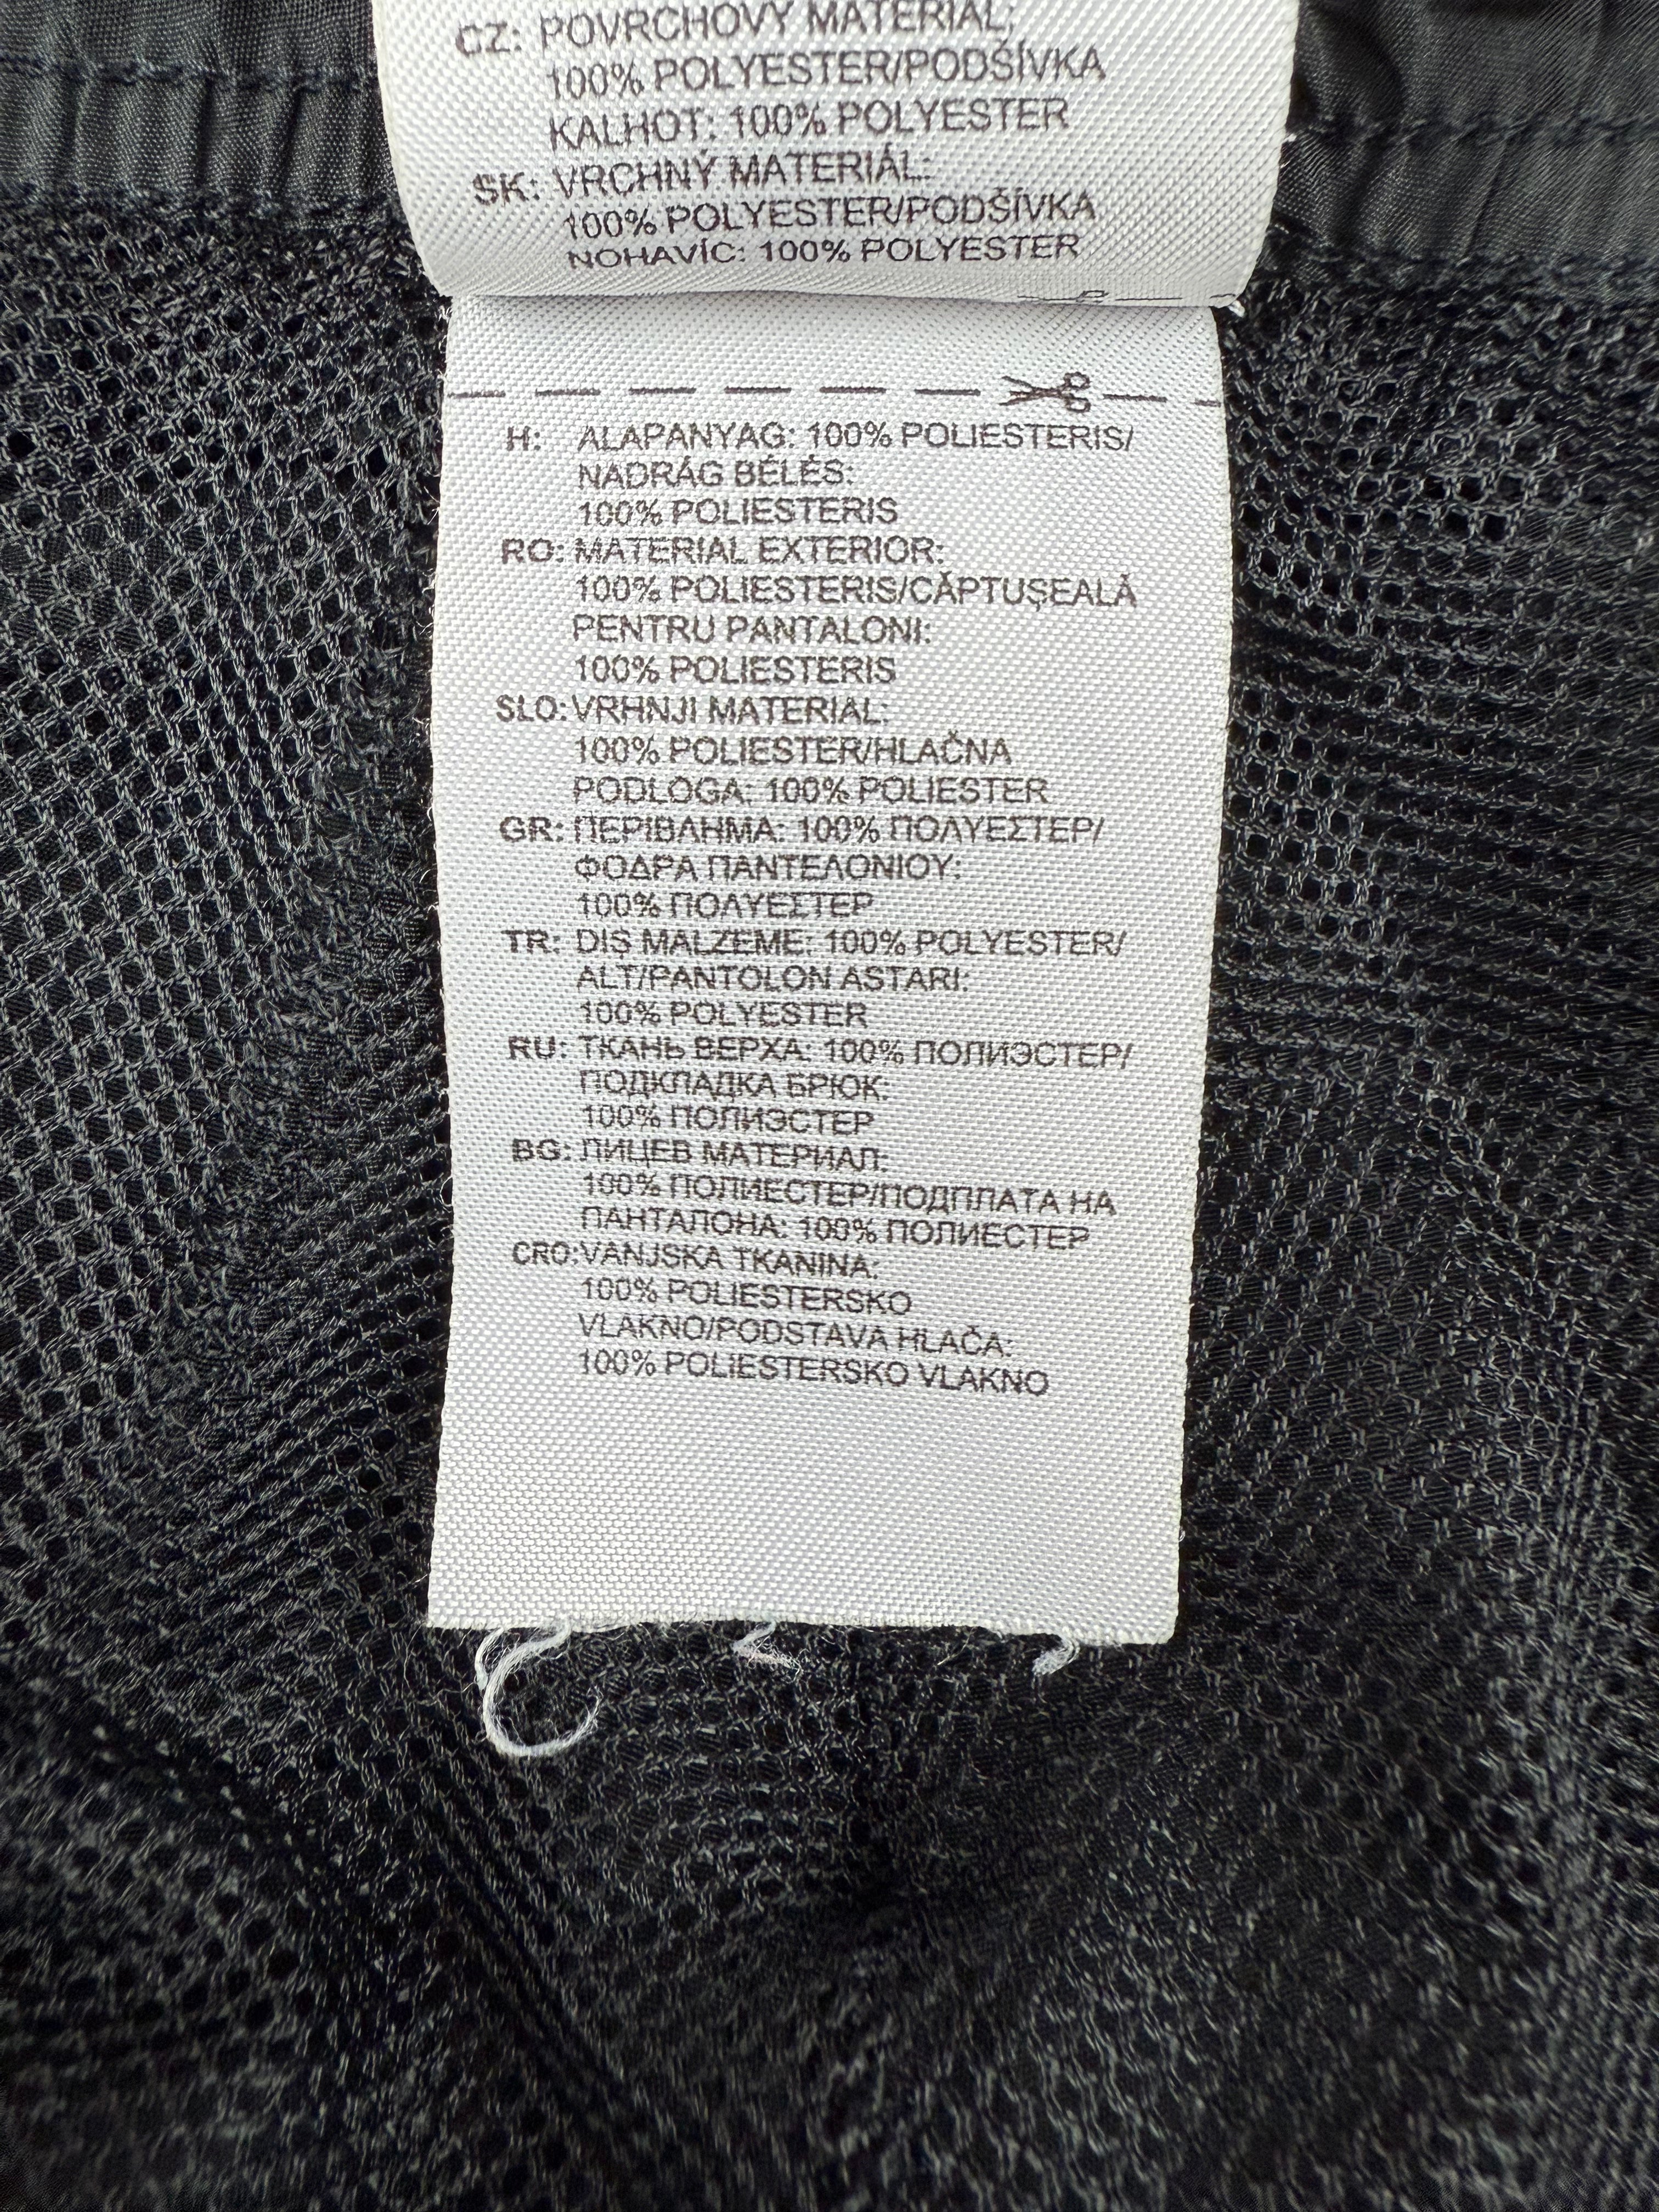 CZ: POVRCHOVÝ MATERIÁL:
100% POLYESTER/PODŠÍVKA
KALHOT: 100% POLYESTER
SK: VRCHNÝ MATERIÁL:
100% POLYESTER/PODŠÍVKA
NOHAVÍC: 100% POLYESTER
H: ALAPANYAG: 100% POLIESTERIS/
NADRÁG BÉLÉS:
100% POLIESTERIS
RO: MATERIAL EXTERIOR:
100% POLIESTERIS/CĂPTUŞEALĂ
PENTRU PANTALONI:
100% POLIESTERIS
SLO: VRHNJI MATERIAL:
100% POLIESTER/HLAČNA
PODLOGA: 100% POLIESTER
GR: ΠΕΡΙΒΛΗΜΑ: 100% ΠΟΛΥΕΣΤΕΡ/
ΦΟΔΡΑ ΠΑΝΤΕΛΟΝΙΟΥ:
100% ΠΟΛΥΕΣΤΕΡ
TR: DIŞ MALZEME: 100% POLYESTER/
ALT/PANTOLON ASTARI:
100% POLYESTER
RU: ТКАНЬ ВЕРХА: 100% ПОЛИЭСТЕР/
ПОДКЛАДКА БРЮК:
100% ПОЛИЭСТЕР
BG: ЛИЦЕВ МАТЕРИАЛ:
100% ПОЛИЕСТЕР/ПОДПЛАТА НА
ПАНТАЛОНА: 100% ПОЛИЕСТЕР
CRO: VANJSKA TKANINA:
100% POLIESTERSKO
VLAKNO/PODSTAVA HLAČA:
100% POLIESTERSKO VLAKNO